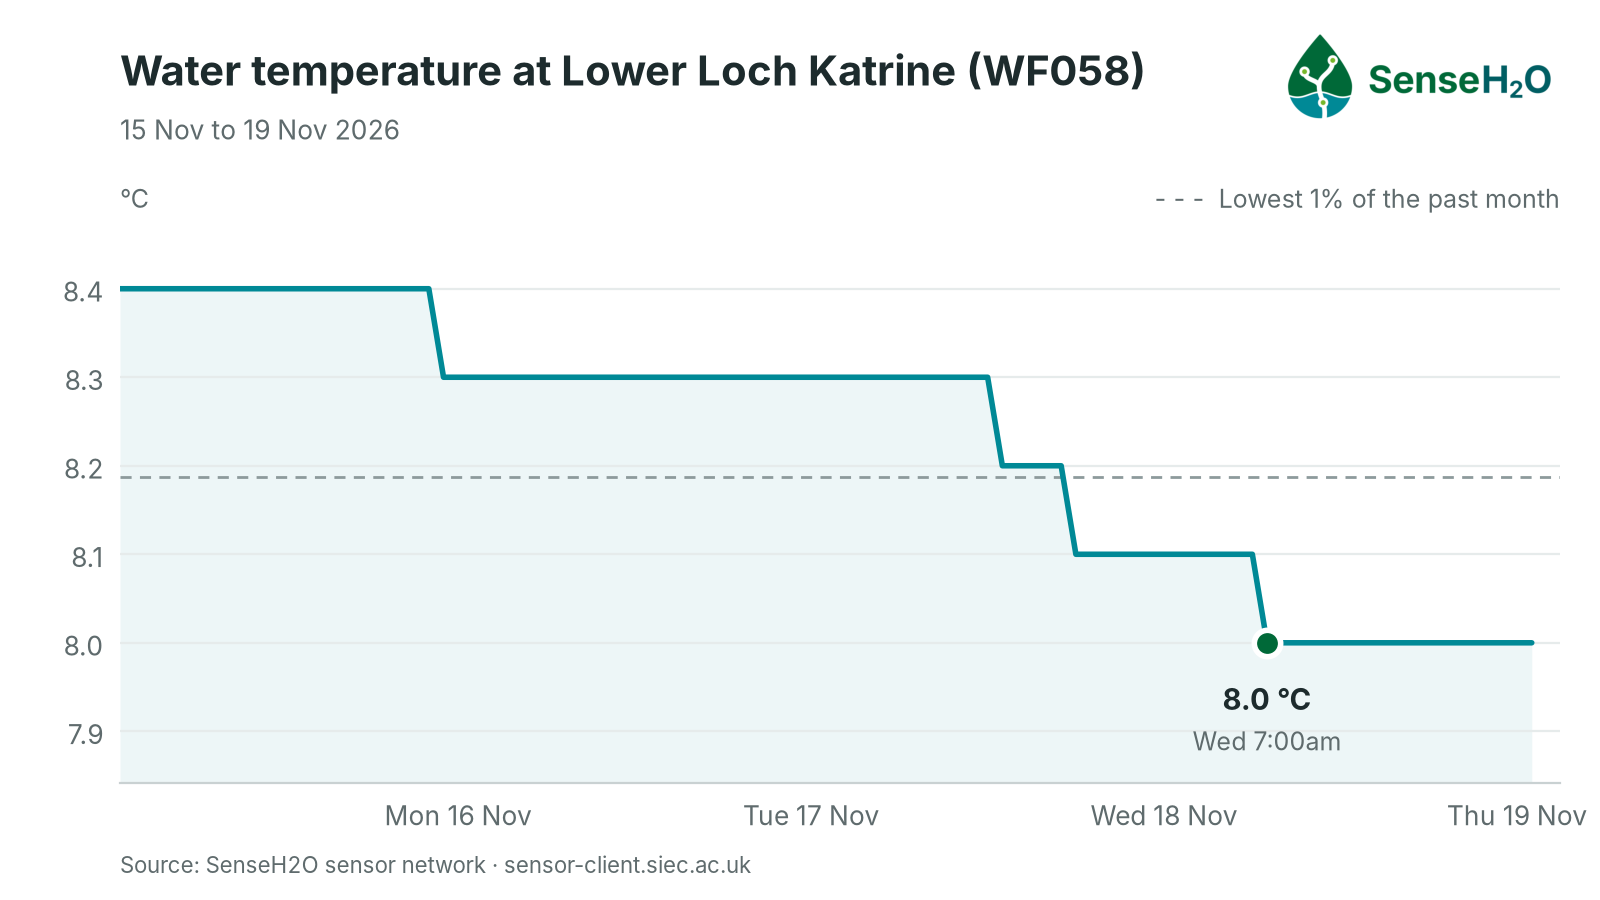 Water temperature at Lower Loch Katrine (WF058)
SenseH₂O
15 Nov to 19 Nov 2026
°C
--- Lowest 1% of the past month
8.4
8.3
8.2
8.1
8.0
7.9
8.0 °C
Wed 7:00am
Mon 16 Nov
Tue 17 Nov
Wed 18 Nov
Thu 19 Nov
Source: SenseH2O sensor network · sensor-client.siec.ac.uk